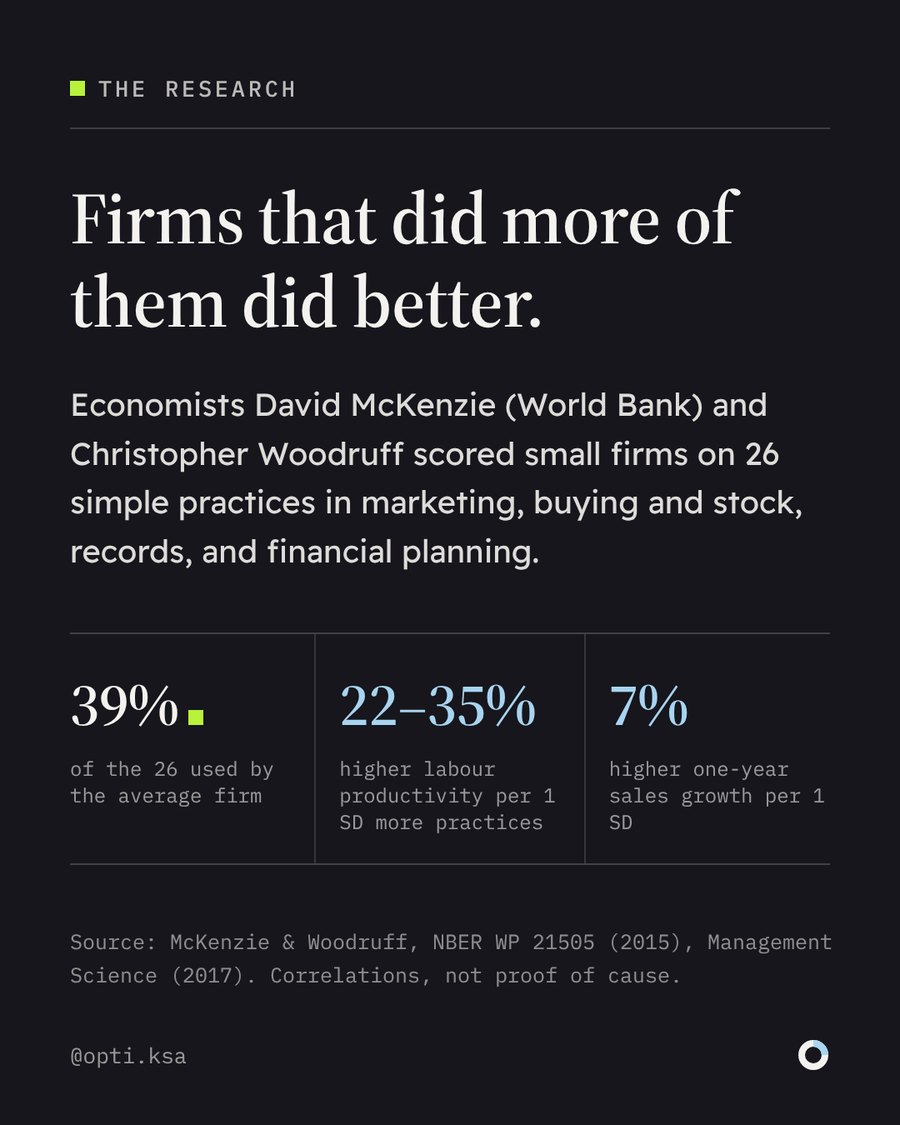 THE RESEARCH
Firms that did more of
them did better.
Economists David McKenzie (World Bank) and
Christopher Woodruff scored small firms on 26
simple practices in marketing, buying and stock,
records, and financial planning.
39%
of the 26 used by
the average firm
22–35%
higher labour
productivity per 1
SD more practices
7%
higher one-year
sales growth per 1
SD
Source: McKenzie & Woodruff, NBER WP 21505 (2015), Management
Science (2017). Correlations, not proof of cause.
@opti.ksa